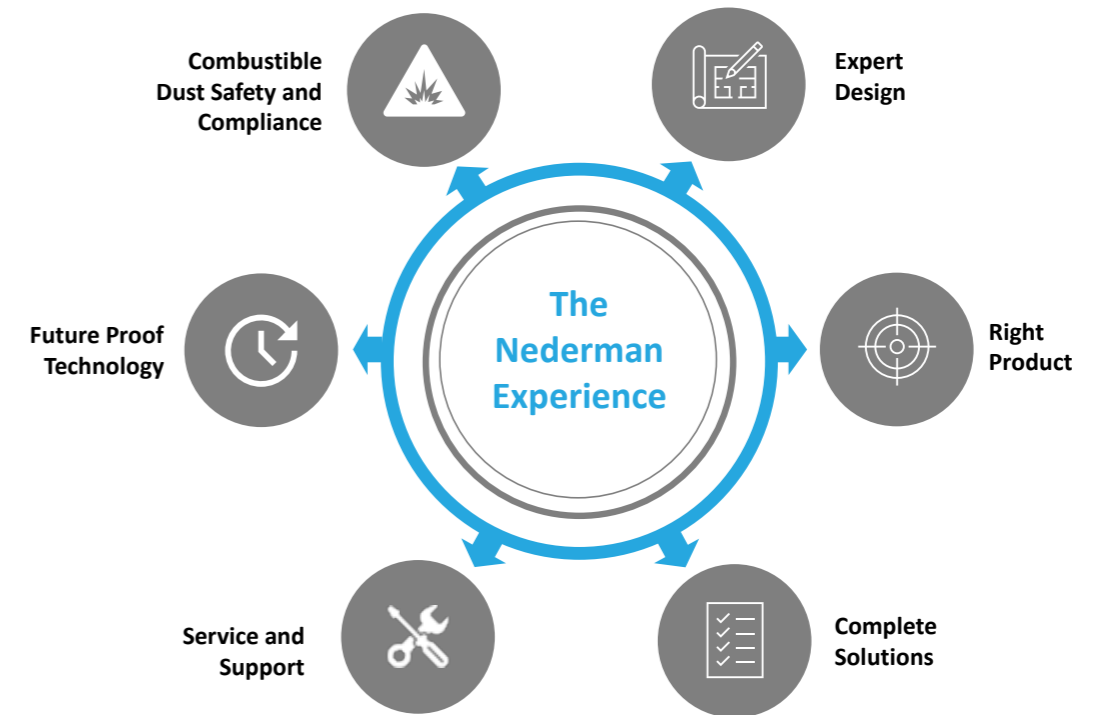 Combustible
Dust Safety and
Compliance
Expert
Design
Future Proof
Technology
The
Nederman
Experience
Right
Product
Service and
Support
Complete
Solutions